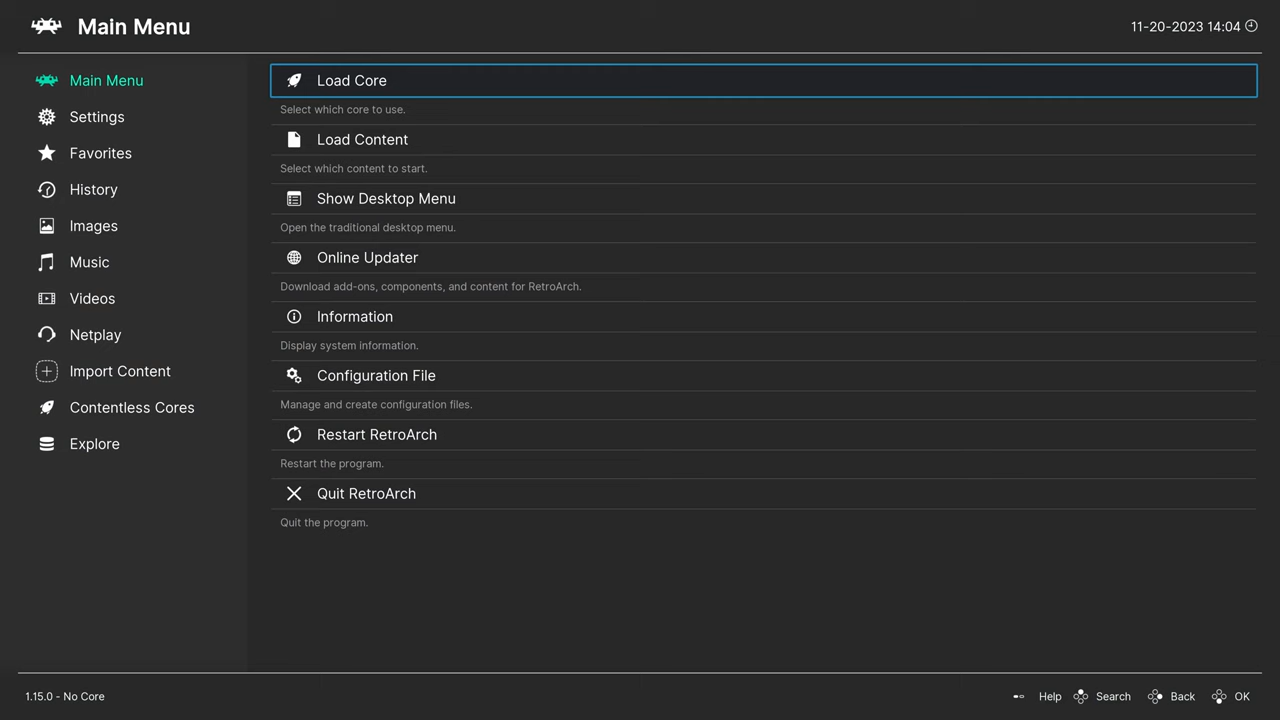 Main Menu
11-20-2023 14:04
Main Menu
Settings
Favorites
History
Images
Music
Videos
Netplay
Import Content
Contentless Cores
Explore
Load Core
Select which core to use.
Load Content
Select which content to start.
Show Desktop Menu
Open the traditional desktop menu.
Online Updater
Download add-ons, components, and content for RetroArch.
Information
Display system information.
Configuration File
Manage and create configuration files.
Restart RetroArch
Restart the program.
Quit RetroArch
Quit the program.
1.15.0 - No Core
Help Search Back OK